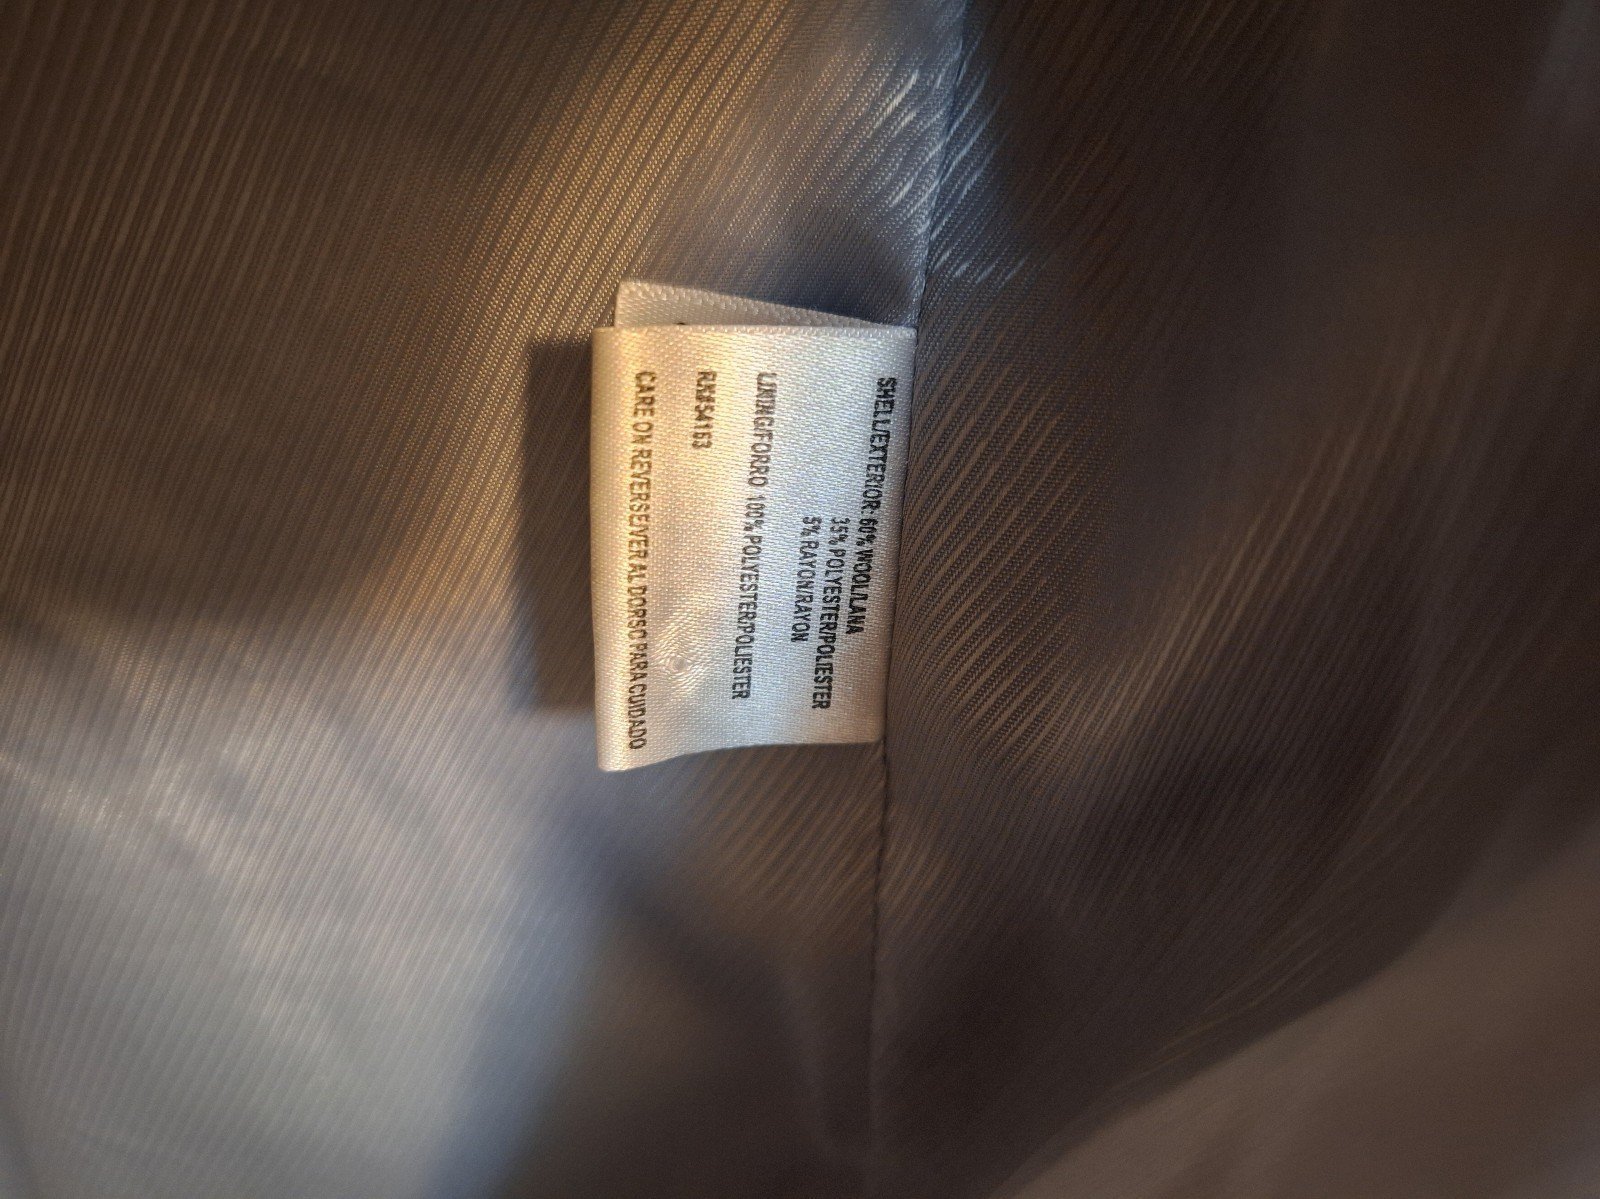 SHELL/EXTERIOR: 60% WOOL/LANA
35% POLYESTER/POLIESTER
5% RAYON/RAYON
LINING/FORRO 100% POLYESTER/POLIESTER
RN#54163
CARE ON REVERSE/VER AL DORSO PARA CUIDADO